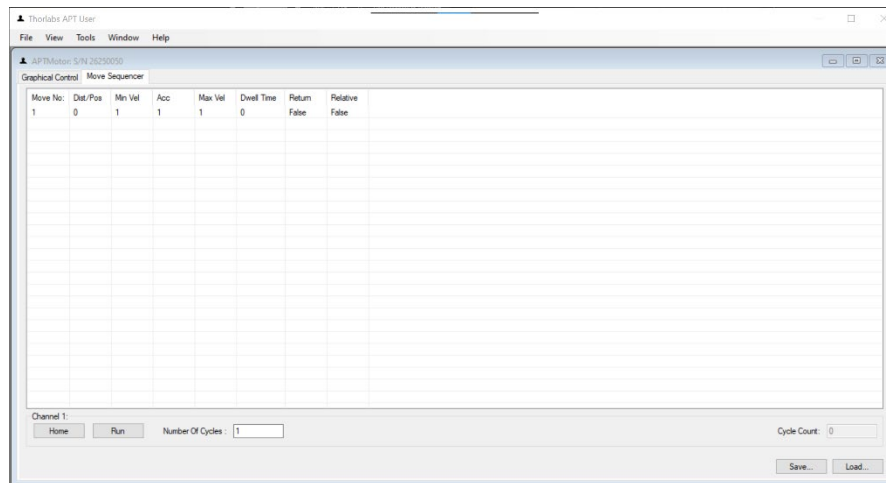 Thorlabs APT User
File View Tools Window Help
APTMotor: S/N 26250050
Graphical Control Move Sequencer
Move No: Dist/Pos Min Vel Acc Max Vel Dwell Time Return Relative
1 0 1 1 1 0 False False
Channel 1:
Home Run Number Of Cycles : 1 Cycle Count: 0
Save... Load...